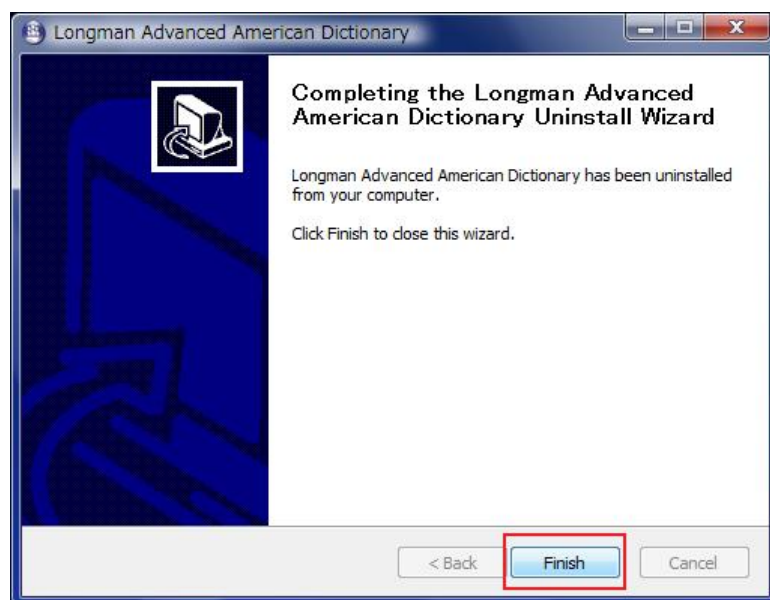 Longman Advanced American Dictionary
Completing the Longman Advanced
American Dictionary Uninstall Wizard
Longman Advanced American Dictionary has been uninstalled
from your computer.
Click Finish to close this wizard.
< Back Finish Cancel